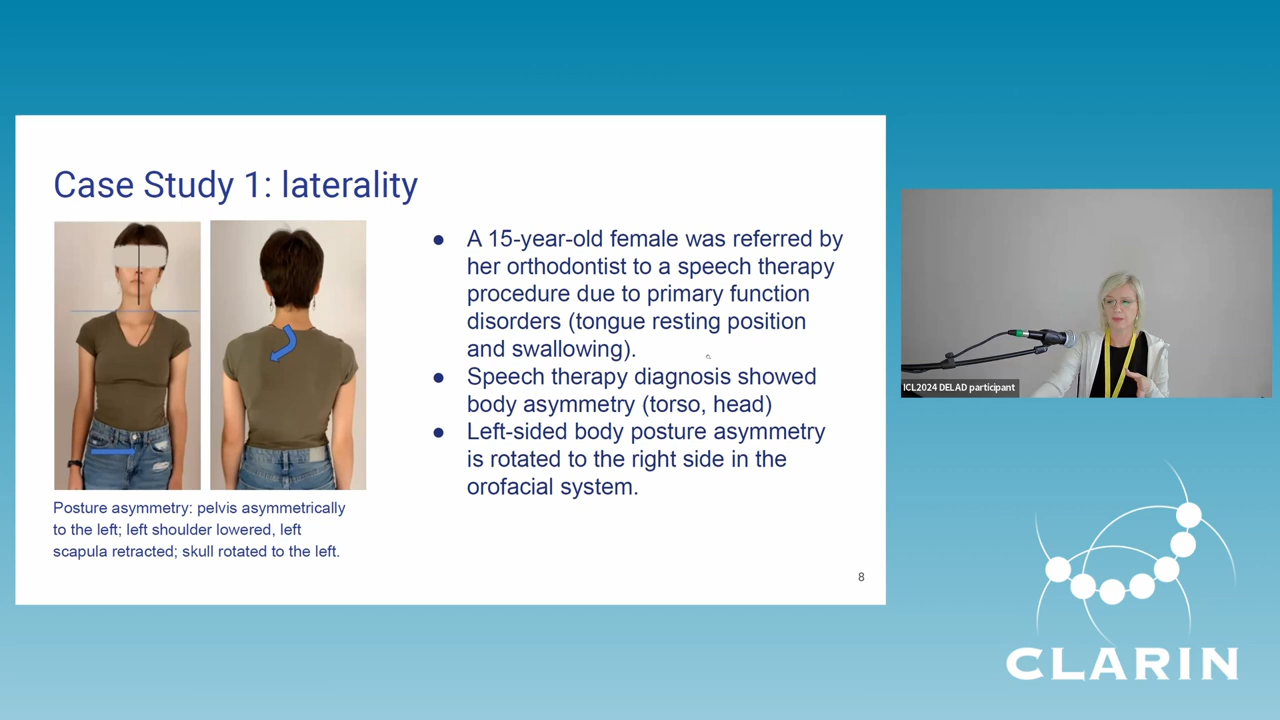 Case Study 1: laterality
● A 15-year-old female was referred by
her orthodontist to a speech therapy
procedure due to primary function
disorders (tongue resting position
and swallowing).
● Speech therapy diagnosis showed
body asymmetry (torso, head)
● Left-sided body posture asymmetry
is rotated to the right side in the
orofacial system.
Posture asymmetry: pelvis asymmetrically
to the left; left shoulder lowered, left
scapula retracted; skull rotated to the left.
8
ICL2024 DELAD participant
CLARIN